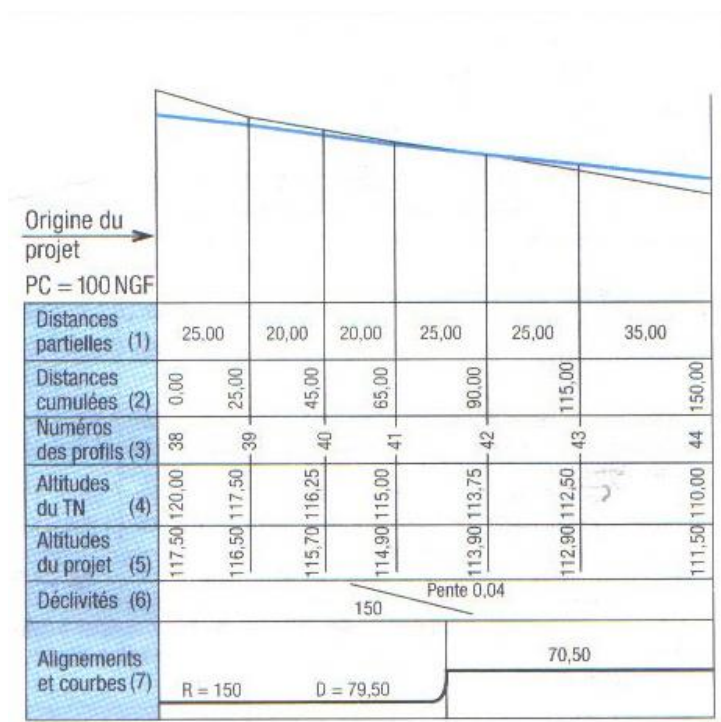 Origine du
projet
PC = 100 NGF
Distances
partielles (1)
25.00 20,00 20,00 25,00 25,00 35,00
Distances
cumulées (2)
0,00 25,00 45,00 65,00 90,00 115,00 150,00
Numéros
des profils (3)
38 39 40 41 42 43 44
Altitudes
du TN (4)
120,00 117,50 116,25 115,00 113,75 112,50 110,00
Altitudes
du projet (5)
117,50 116,50 115,70 114,90 113,90 112,90 111,50
Déclivités (6)
Pente 0,04
150
Alignements
et courbes (7)
R = 150 D = 79,50
70,50